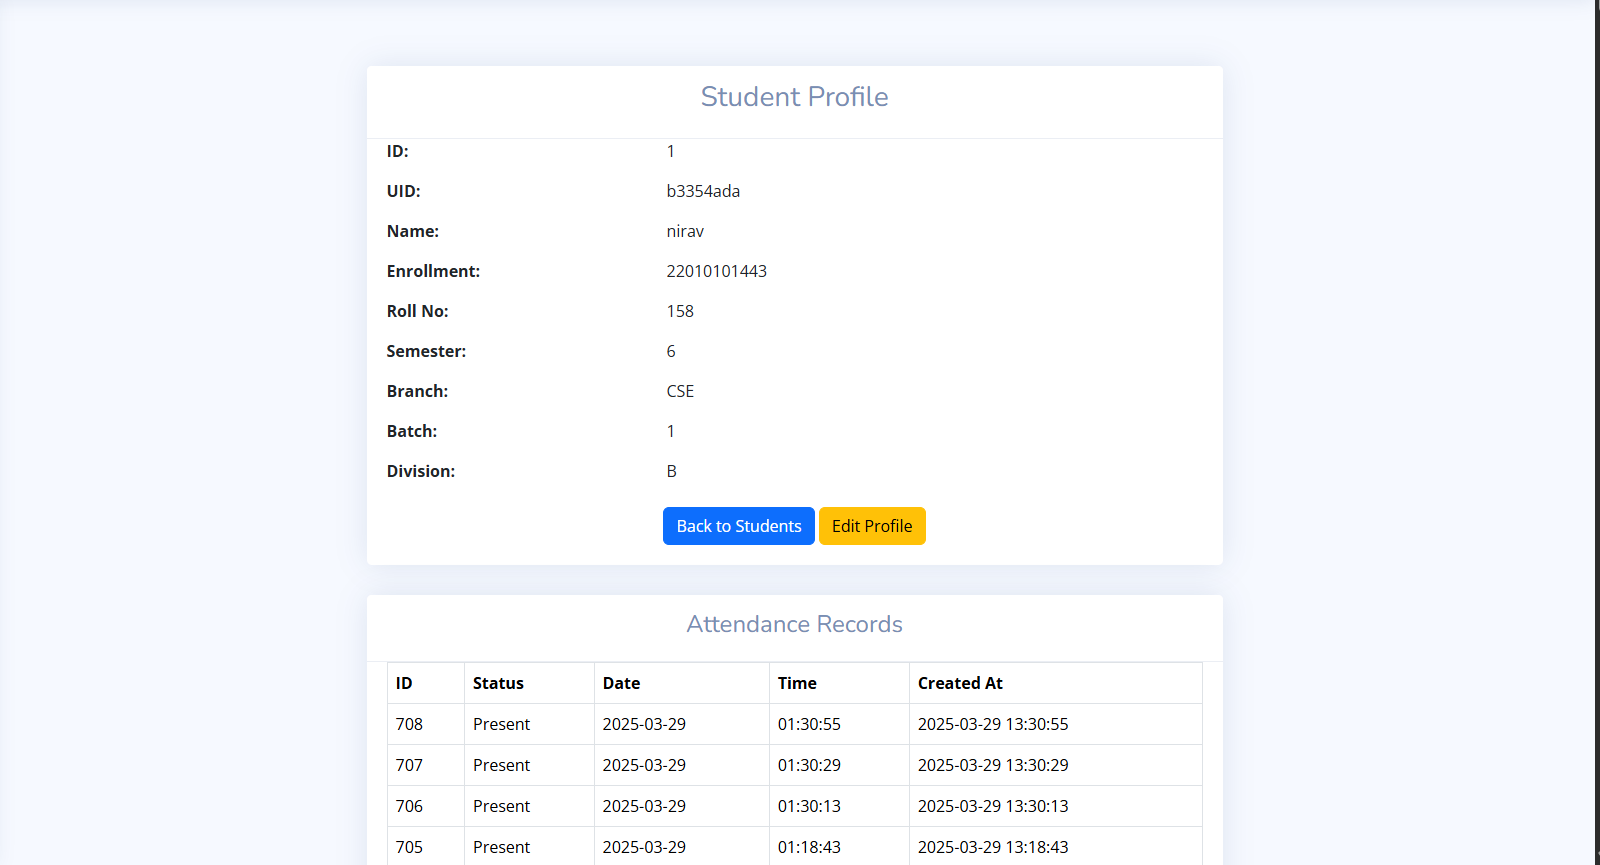 Student Profile
ID: 1
UID: b3354ada
Name: nirav
Enrollment: 22010101443
Roll No: 158
Semester: 6
Branch: CSE
Batch: 1
Division: B
Back to Students Edit Profile
Attendance Records
ID Status Date Time Created At
708 Present 2025-03-29 01:30:55 2025-03-29 13:30:55
707 Present 2025-03-29 01:30:29 2025-03-29 13:30:29
706 Present 2025-03-29 01:30:13 2025-03-29 13:30:13
705 Present 2025-03-29 01:18:43 2025-03-29 13:18:43